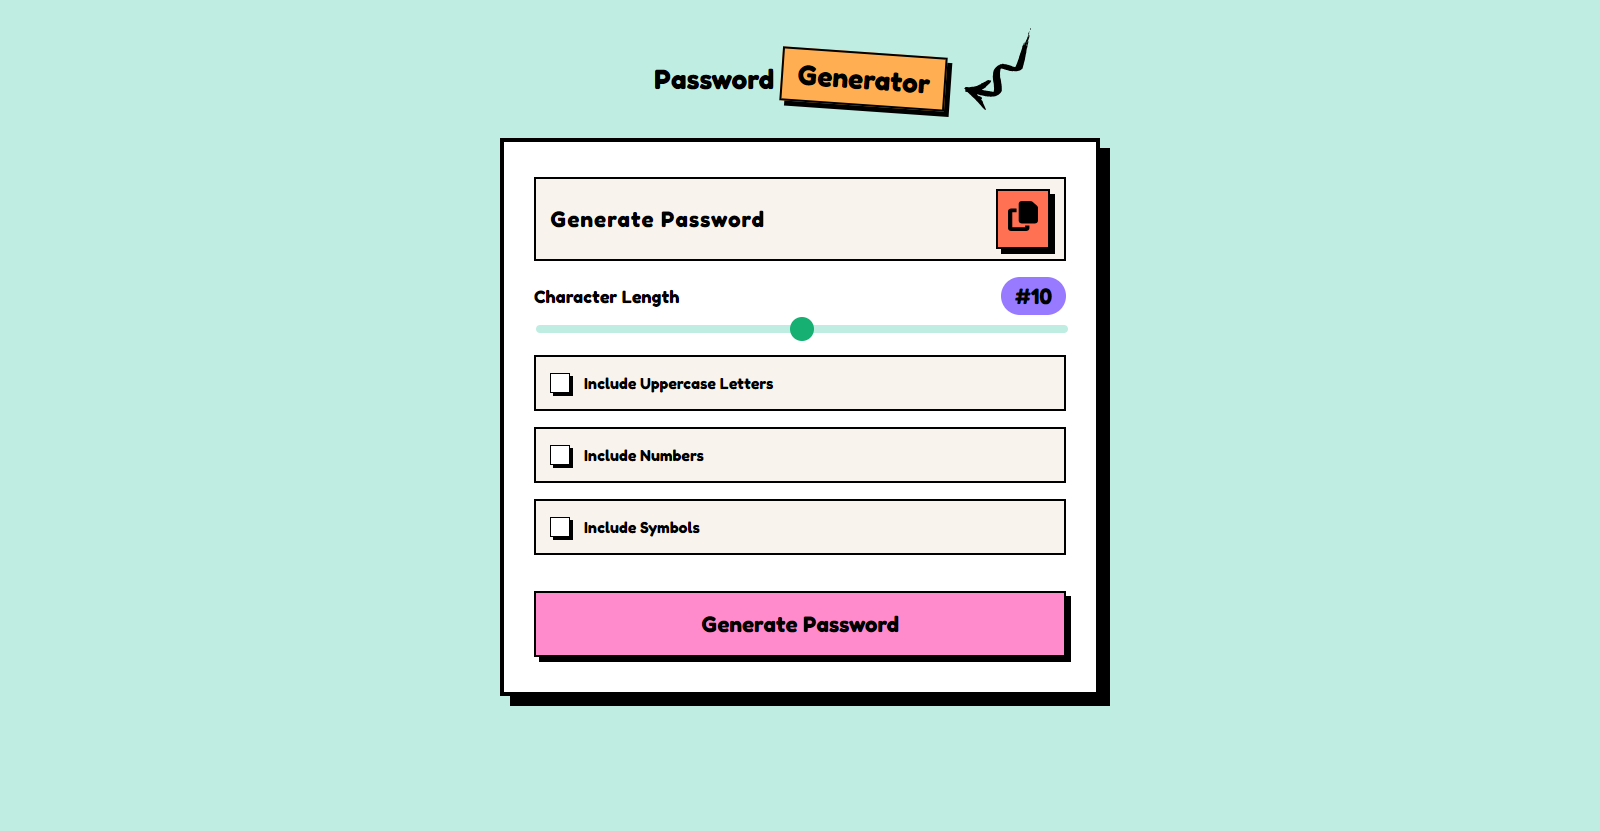 Password Generator
Generate Password
Character Length #10
Include Uppercase Letters
Include Numbers
Include Symbols
Generate Password